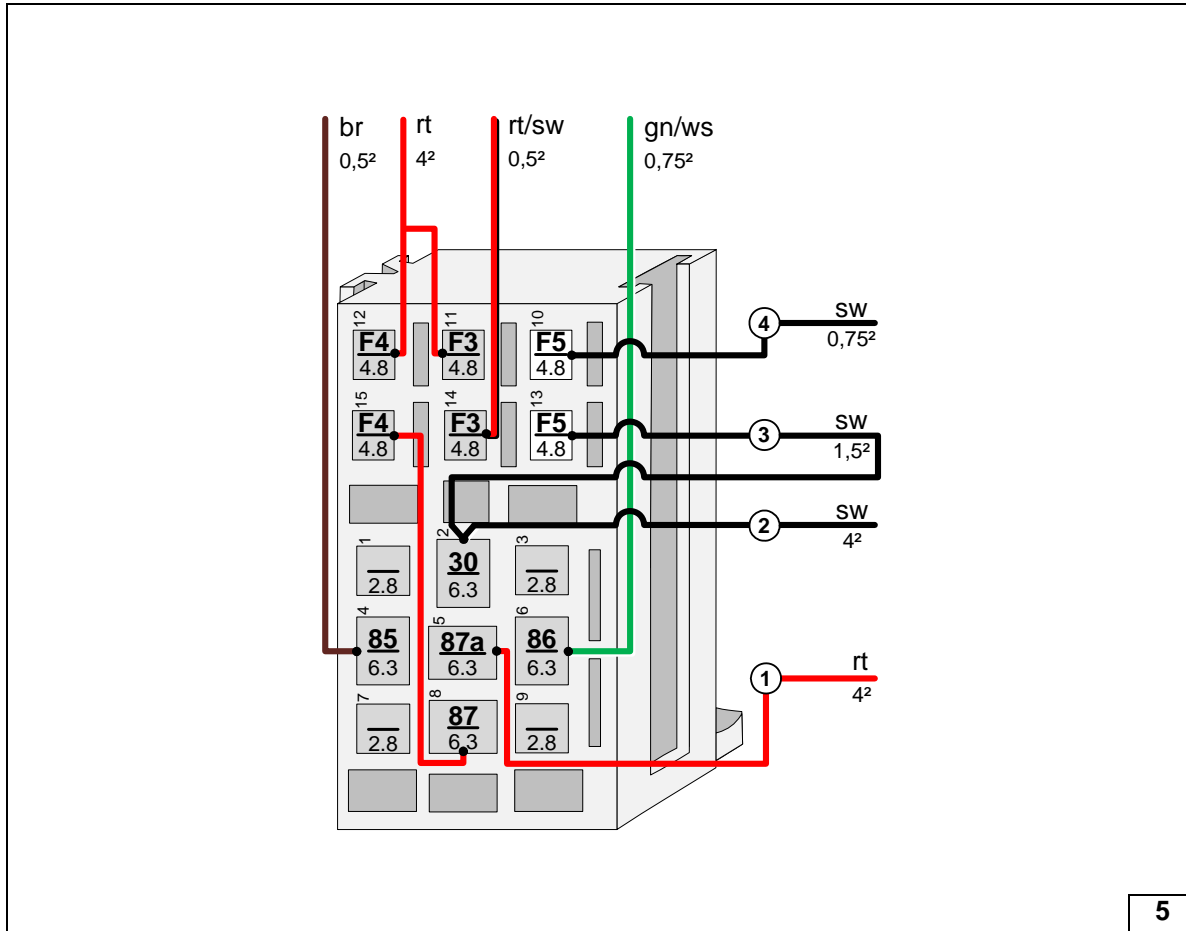 br rt rt/sw gn/ws
0,5² 4² 0,5² 0,75²
12 11 10
F4 F3 F5
4.8 4.8 4.8
4 sw
0,75²
15 14 13
F4 F3 F5
4.8 4.8 4.8
3 sw
1,5²
2 sw
4²
1 2 3
30
2.8 6.3 2.8
4 5 6
85 87a 86
6.3 6.3 6.3
1 rt
4²
7 8 9
87
2.8 6.3 2.8
5